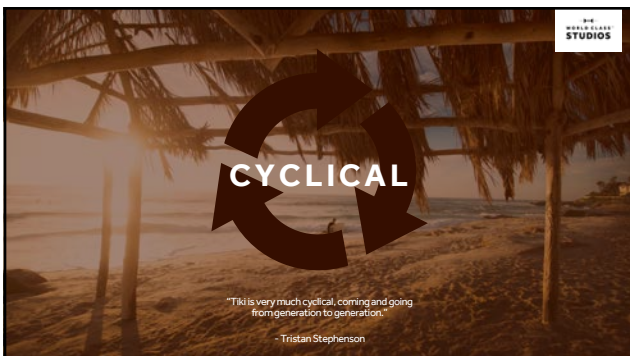 WORLD CLASS
STUDIOS
CYCLICAL
"Tiki is very much cyclical, coming and going
from generation to generation."
- Tristan Stephenson